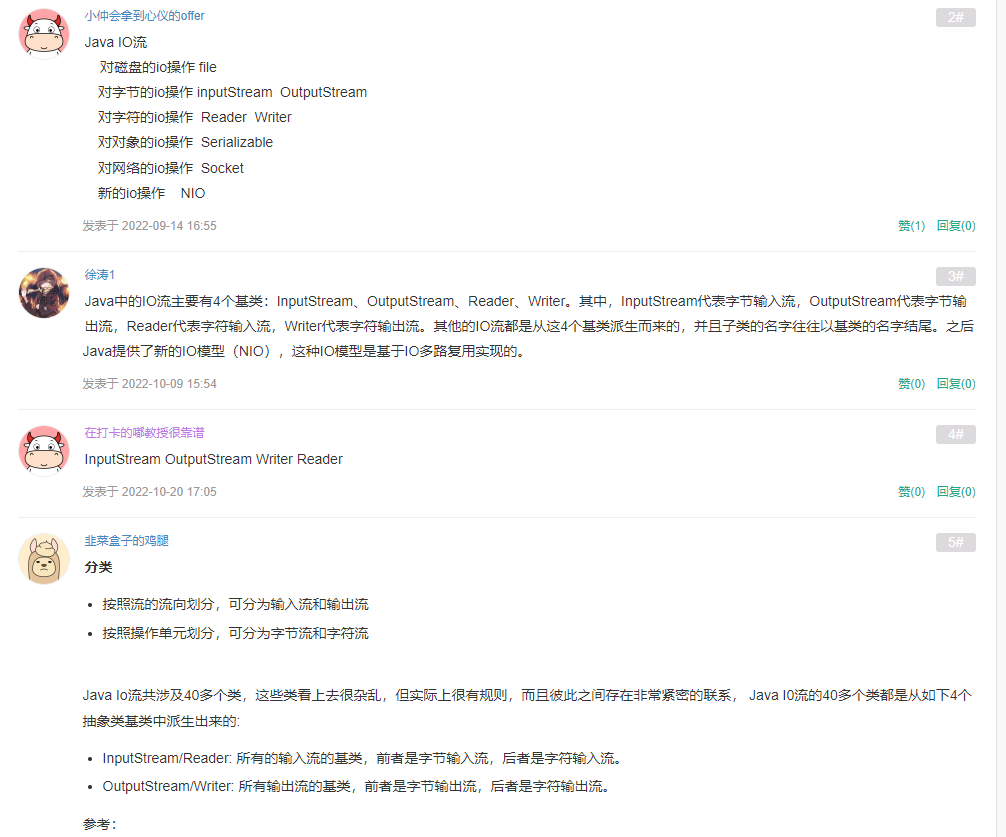 小仲会拿到心仪的offer
2#
Java IO流
对磁盘的io操作 file
对字节的io操作 inputStream  OutputStream
对字符的io操作  Reader  Writer
对对象的io操作  Serializable
对网络的io操作  Socket
新的io操作    NIO
发表于 2022-09-14 16:55
赞(1)   回复(0)
徐涛1
3#
Java中的IO流主要有4个基类：InputStream、OutputStream、Reader、Writer。其中，InputStream代表字节输入流，OutputStream代表字节输
出流，Reader代表字符输入流，Writer代表字符输出流。其他的IO流都是从这4个基类派生而来的，并且子类的名字往往以基类的名字结尾。之后
Java提供了新的IO模型（NIO），这种IO模型是基于IO多路复用实现的。
发表于 2022-10-09 15:54
赞(0)   回复(0)
在打卡的嘟教授很靠谱
4#
InputStream OutputStream Writer Reader
发表于 2022-10-20 17:05
赞(0)   回复(0)
韭菜盒子的鸡腿
5#
分类
• 按照流的流向划分，可分为输入流和输出流
• 按照操作单元划分，可分为字节流和字符流
Java Io流共涉及40多个类，这些类看上去很杂乱，但实际上很有规则，而且彼此之间存在非常紧密的联系， Java I0流的40多个类都是从如下4个
抽象类基类中派生出来的:
• InputStream/Reader: 所有的输入流的基类，前者是字节输入流，后者是字符输入流。
• OutputStream/Writer: 所有输出流的基类，前者是字节输出流，后者是字符输出流。
参考：